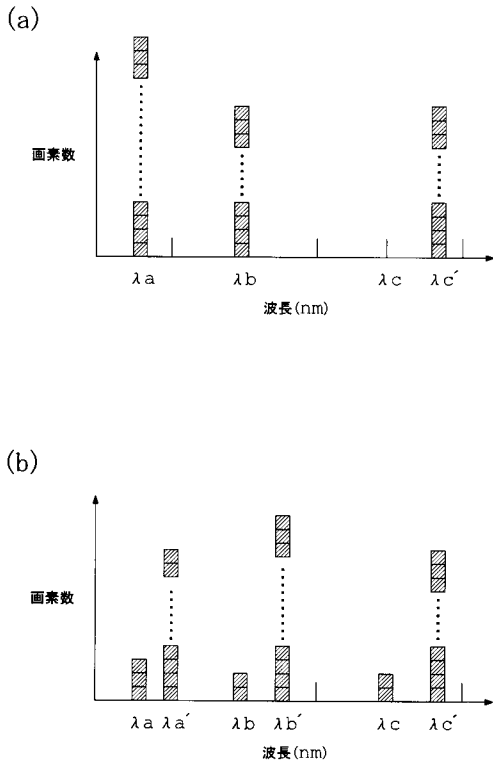 (a)
画素数
λa λb λc λc´
波長(nm)
(b)
画素数
λa λa´ λb λb´ λc λc´
波長(nm)